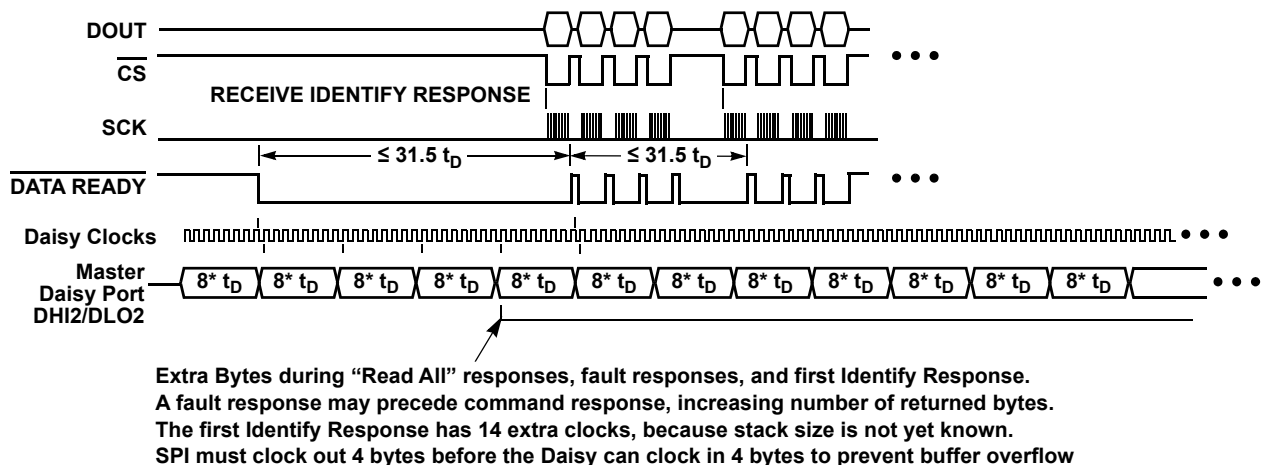 DOUT
CS
RECEIVE IDENTIFY RESPONSE
SCK
≤ 31.5 tD
≤ 31.5 tD
DATA READY
Daisy Clocks
Master
Daisy Port
DHI2/DLO2
8* tD 8* tD 8* tD 8* tD 8* tD 8* tD 8* tD 8* tD 8* tD 8* tD 8* tD 8* tD
Extra Bytes during “Read All” responses, fault responses, and first Identify Response.
A fault response may precede command response, increasing number of returned bytes.
The first Identify Response has 14 extra clocks, because stack size is not yet known.
SPI must clock out 4 bytes before the Daisy can clock in 4 bytes to prevent buffer overflow